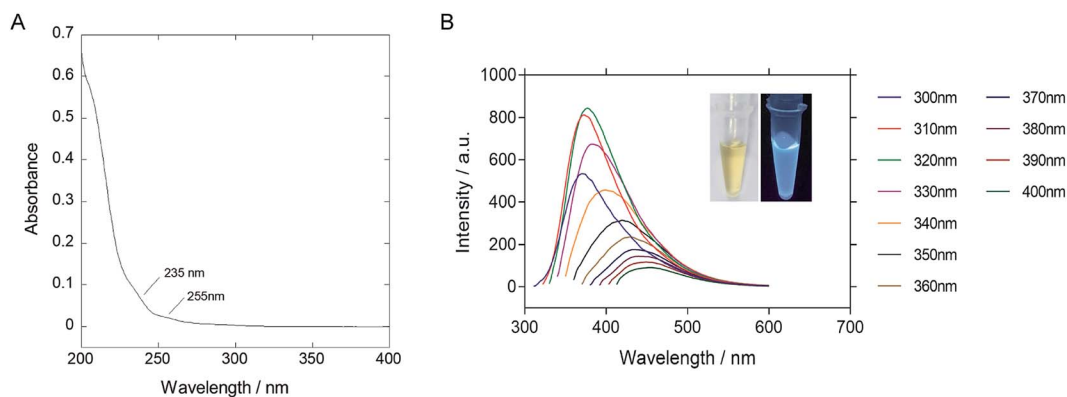 A
0.7
0.6
0.5
0.4
0.3
0.2
0.1
0
Absorbance
235 nm
255nm
200
250
300
350
400
Wavelength / nm
B
1000
800
600
400
200
0
Intensity / a.u.
300
400
500
600
700
Wavelength / nm
300nm
310nm
320nm
330nm
340nm
350nm
360nm
370nm
380nm
390nm
400nm